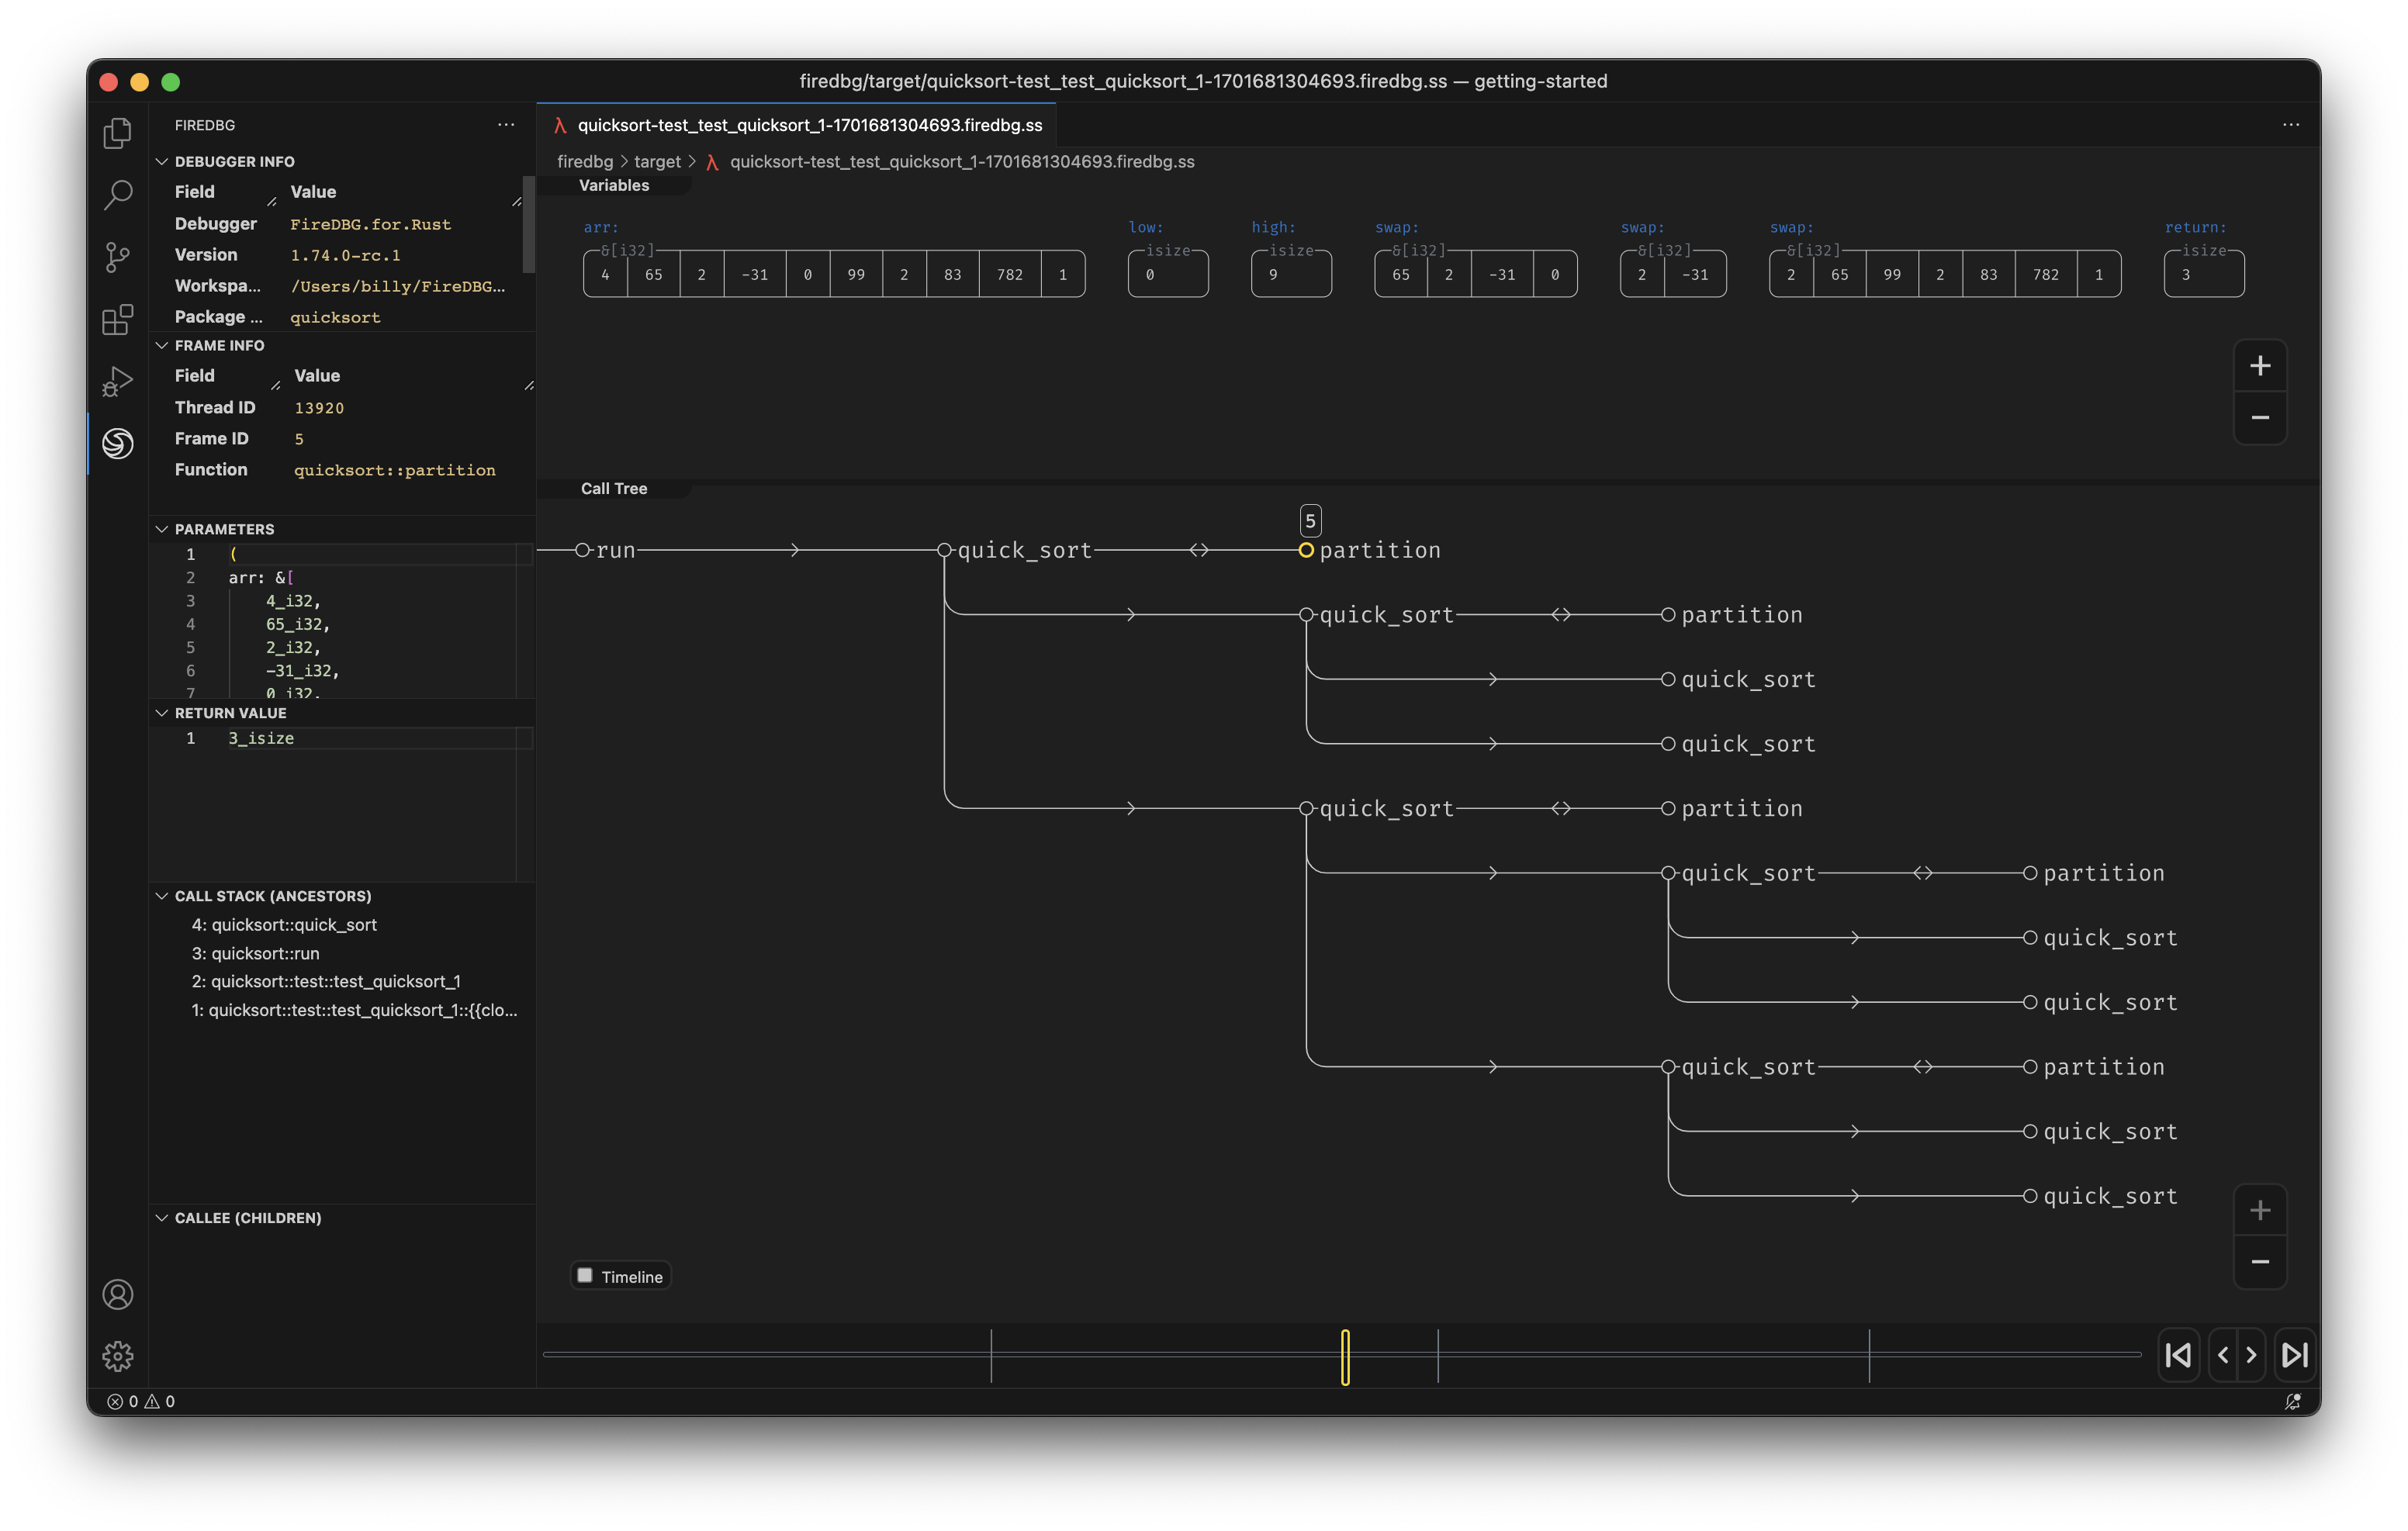 firedbg/target/quicksort-test_test_quicksort_1-1701681304693.firedbg.ss — getting-started
FIREDBG
DEBUGGER INFO
Field Value
Debugger FireDBG.for.Rust
Version 1.74.0-rc.1
Workspa... /Users/billy/FireDBG...
Package ... quicksort
FRAME INFO
Field Value
Thread ID 13920
Frame ID 5
Function quicksort::partition
PARAMETERS
1 (
2 arr: &[
3 4_i32,
4 65_i32,
5 2_i32,
6 -31_i32,
7 0_i32,
RETURN VALUE
1 3_isize
CALL STACK (ANCESTORS)
4: quicksort::quick_sort
3: quicksort::run
2: quicksort::test::test_quicksort_1
1: quicksort::test::test_quicksort_1::{{clo...
CALLEE (CHILDREN)
λ quicksort-test_test_quicksort_1-1701681304693.firedbg.ss
firedbg > target > λ quicksort-test_test_quicksort_1-1701681304693.firedbg.ss
Variables
arr: low: high: swap: swap: swap: return:
&[i32] isize isize &[i32] &[i32] &[i32] isize
4 65 2 -31 0 99 2 83 782 1 0 9 65 2 -31 0 2 -31 2 65 99 2 83 782 1 3
Call Tree
5
run quick_sort partition
quick_sort partition
quick_sort
quick_sort
quick_sort partition
quick_sort partition
quick_sort
quick_sort
quick_sort partition
quick_sort
quick_sort
Timeline
0 0